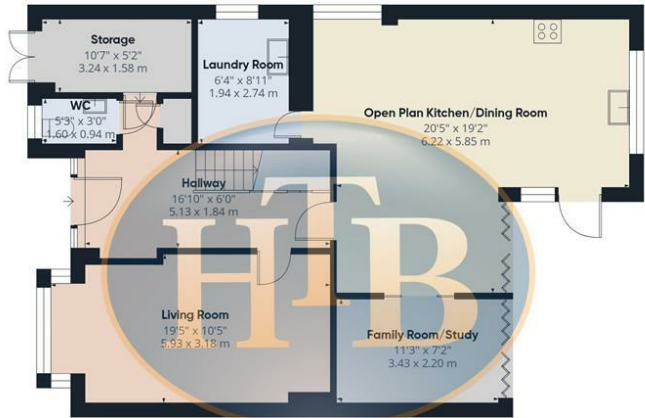 Storage
10'7" x 5'2"
3.24 x 1.58 m
Laundry Room
6'4" x 8'11"
1.94 x 2.74 m
WC
5'3" x 3'0"
1.60 x 0.94 m
Open Plan Kitchen/Dining Room
20'5" x 19'2"
6.22 x 5.85 m
Hallway
16'10" x 6'0"
5.13 x 1.84 m
HTB
Living Room
19'5" x 10'5"
5.93 x 3.18 m
Family Room/Study
11'3" x 7'2"
3.43 x 2.20 m